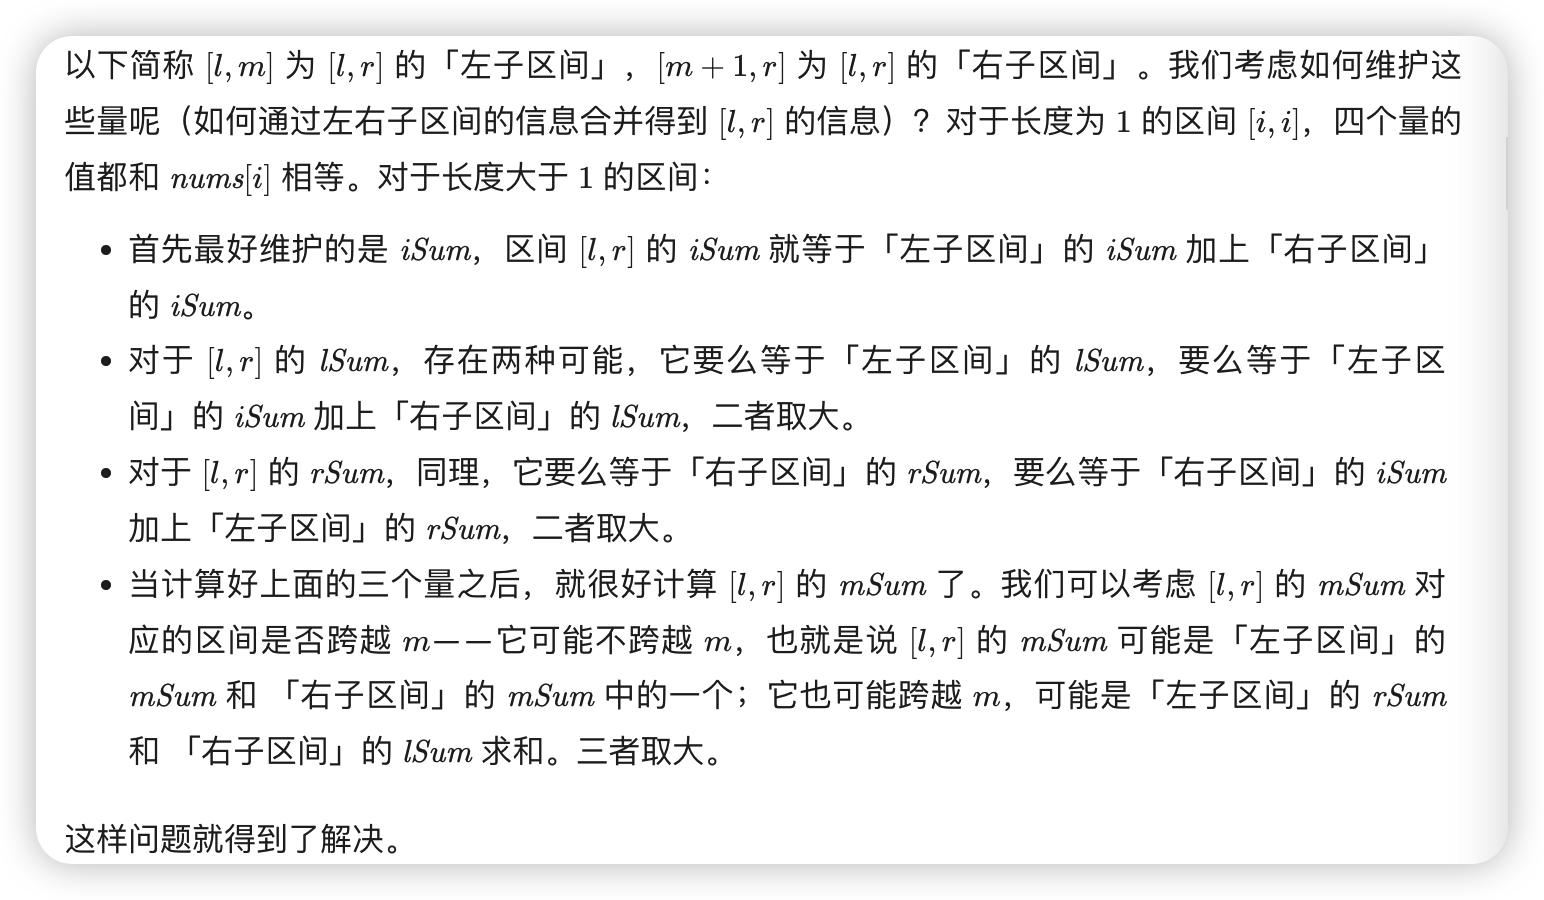 以下简称 [l, m] 为 [l, r] 的「左子区间」，[m + 1, r] 为 [l, r] 的「右子区间」。我们考虑如何维护这
些量呢（如何通过左右子区间的信息合并得到 [l, r] 的信息）？对于长度为 1 的区间 [i, i]，四个量的
值都和 nums[i] 相等。对于长度大于 1 的区间：
• 首先最好维护的是 iSum，区间 [l, r] 的 iSum 就等于「左子区间」的 iSum 加上「右子区间」
的 iSum。
• 对于 [l, r] 的 lSum，存在两种可能，它要么等于「左子区间」的 lSum，要么等于「左子区
间」的 iSum 加上「右子区间」的 lSum，二者取大。
• 对于 [l, r] 的 rSum，同理，它要么等于「右子区间」的 rSum，要么等于「右子区间」的 iSum
加上「左子区间」的 rSum，二者取大。
• 当计算好上面的三个量之后，就很好计算 [l, r] 的 mSum 了。我们可以考虑 [l, r] 的 mSum 对
应的区间是否跨越 m——它可能不跨越 m，也就是说 [l, r] 的 mSum 可能是「左子区间」的
mSum 和 「右子区间」的 mSum 中的一个；它也可能跨越 m，可能是「左子区间」的 rSum
和 「右子区间」的 lSum 求和。三者取大。
这样问题就得到了解决。